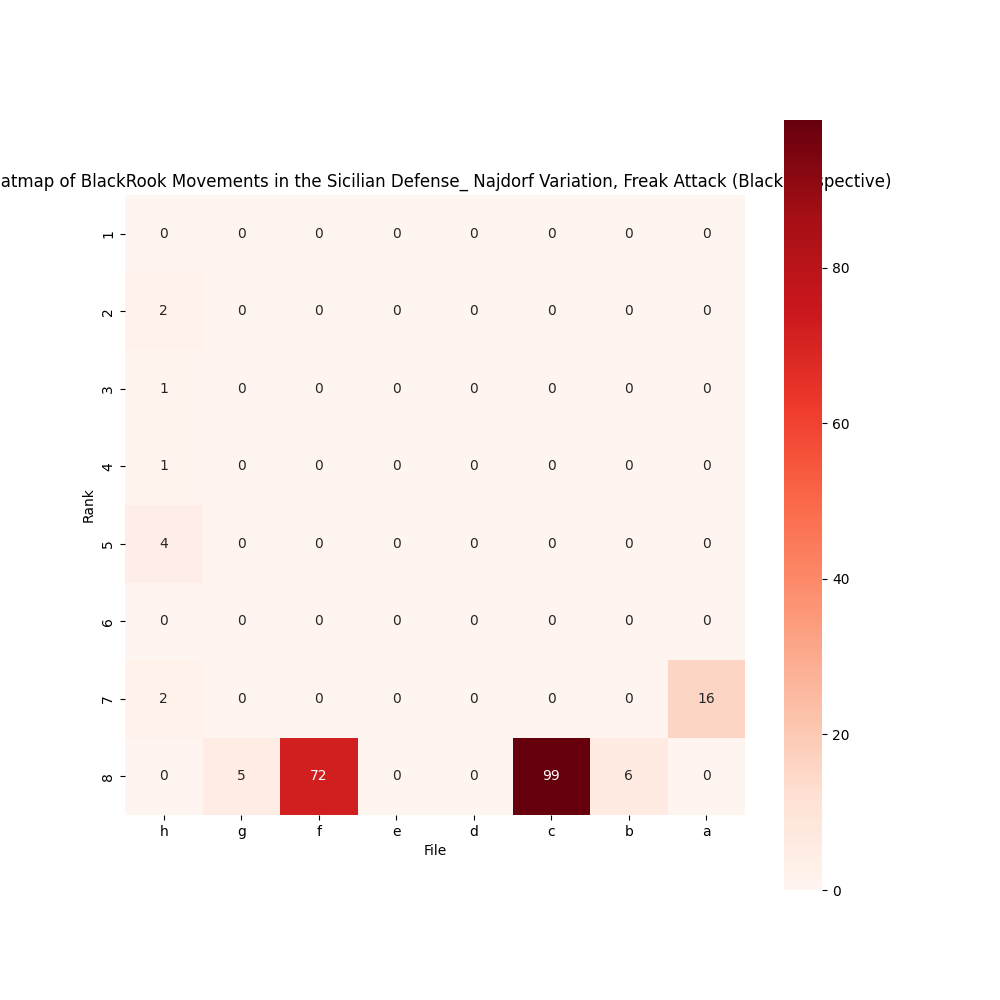 atmap of BlackRook Movements in the Sicilian Defense_ Najdorf Variation, Freak Attack (Black spective)
1 0 0 0 0 0 0 0 0
2 2 0 0 0 0 0 0 0
3 1 0 0 0 0 0 0 0
4 1 0 0 0 0 0 0 0
5 4 0 0 0 0 0 0 0
6 0 0 0 0 0 0 0 0
7 2 0 0 0 0 0 0 16
8 0 5 72 0 0 99 6 0
h g f e d c b a
File
Rank
80
60
40
20
0